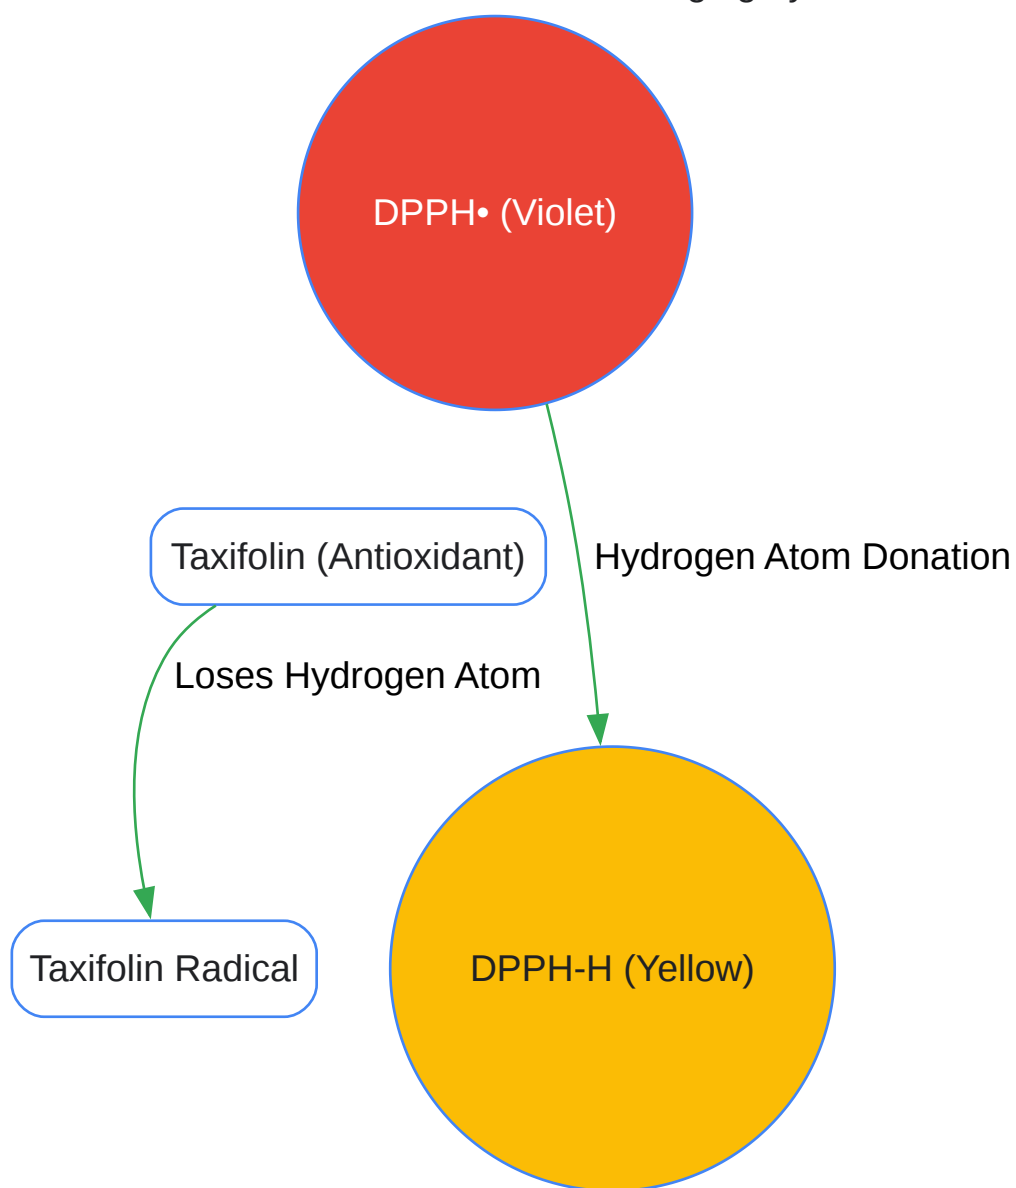 DPPH• (Violet)
Taxifolin (Antioxidant)
Hydrogen Atom Donation
Loses Hydrogen Atom
Taxifolin Radical
DPPH-H (Yellow)